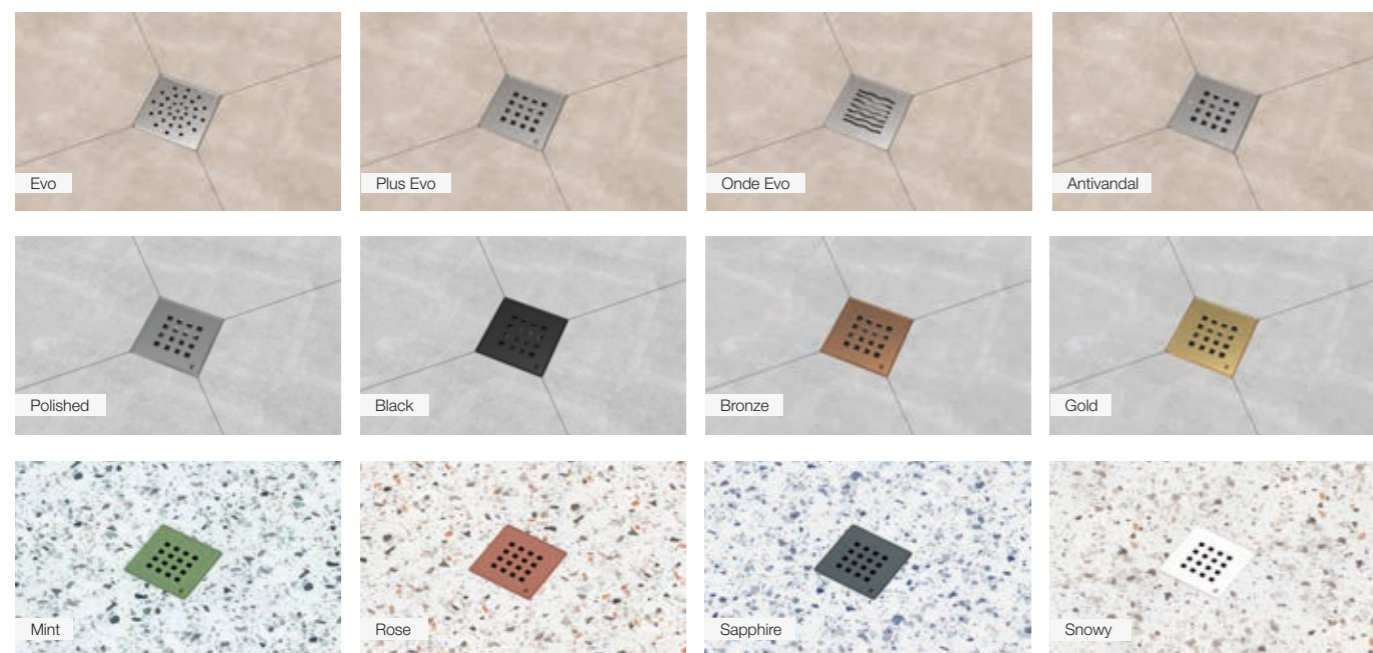 Evo
Plus Evo
Onde Evo
Antivandal
Polished
Black
Bronze
Gold
Mint
Rose
Sapphire
Snowy